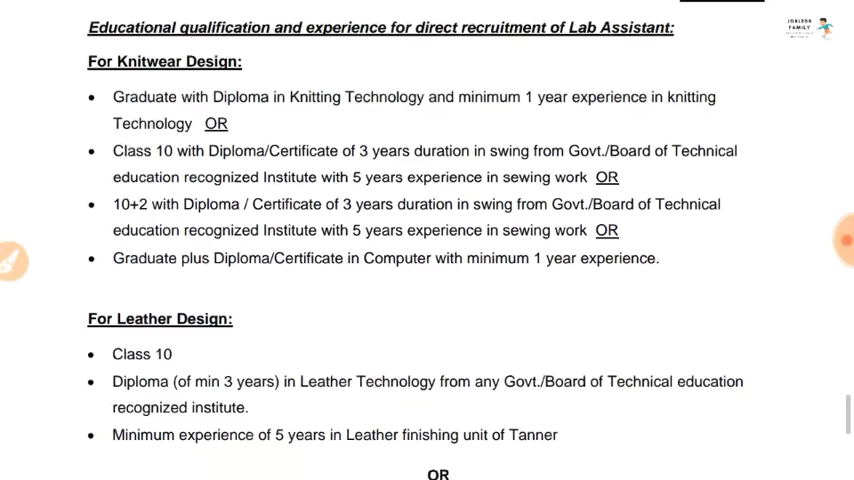 JOBLESS
FAMILY
Educational qualification and experience for direct recruitment of Lab Assistant:
For Knitwear Design:
• Graduate with Diploma in Knitting Technology and minimum 1 year experience in knitting
Technology OR
• Class 10 with Diploma/Certificate of 3 years duration in swing from Govt./Board of Technical
education recognized Institute with 5 years experience in sewing work OR
• 10+2 with Diploma / Certificate of 3 years duration in swing from Govt./Board of Technical
education recognized Institute with 5 years experience in sewing work OR
• Graduate plus Diploma/Certificate in Computer with minimum 1 year experience.
For Leather Design:
• Class 10
• Diploma (of min 3 years) in Leather Technology from any Govt./Board of Technical education
recognized institute.
• Minimum experience of 5 years in Leather finishing unit of Tanner
OR